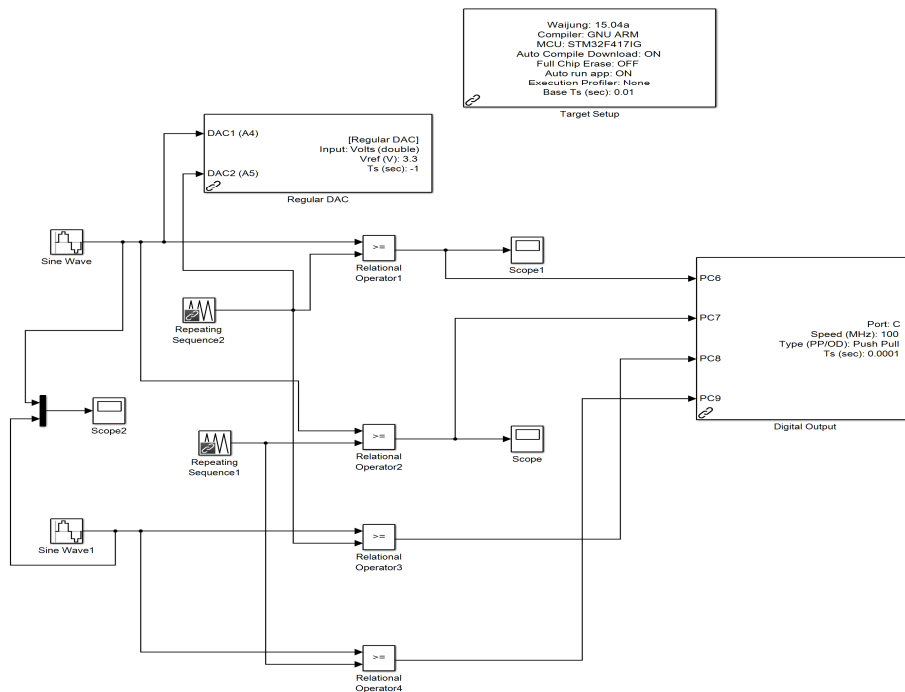 Waijung: 15.04a
Compiler: GNU ARM
MCU: STM32F417IG
Auto Compile Download: ON
Full Chip Erase: OFF
Auto run app: ON
Execution Profiler: None
Base Ts (sec): 0.01
Target Setup
DAC1 (A4)
DAC2 (A5)
[Regular DAC]
Input: Volts (double)
Vref (V): 3.3
Ts (sec): -1
Regular DAC
Sine Wave
>=
Relational
Operator1
Scope1
Repeating
Sequence2
PC6
PC7
PC8
PC9
Port: C
Speed (MHz): 100
Type (PP/OD): Push Pull
Ts (sec): 0.0001
Digital Output
Scope2
Repeating
Sequence1
>=
Relational
Operator2
Scope
Sine Wave1
>=
Relational
Operator3
>=
Relational
Operator4